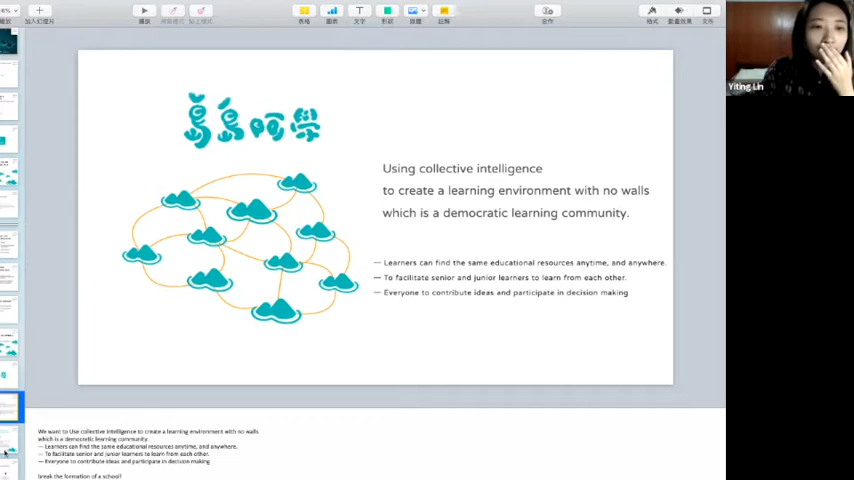 加入幻燈片
播放
表格
圖表
文字
形狀
媒體
註解
合作
格式
動畫效果
文件
Yiting Lin
葛島阿學
Using collective intelligence
to create a learning environment with no walls
which is a democratic learning community.
— Learners can find the same educational resources anytime, and anywhere.
— To facilitate senior and junior learners to learn from each other.
— Everyone to contribute ideas and participate in decision making
We want to Use collective intelligence to create a learning environment with no walls
which is a democratic learning community.
— Learners can find the same educational resources anytime, and anywhere.
— To facilitate senior and junior learners to learn from each other.
— Everyone to contribute ideas and participate in decision making
break the formation of a school?